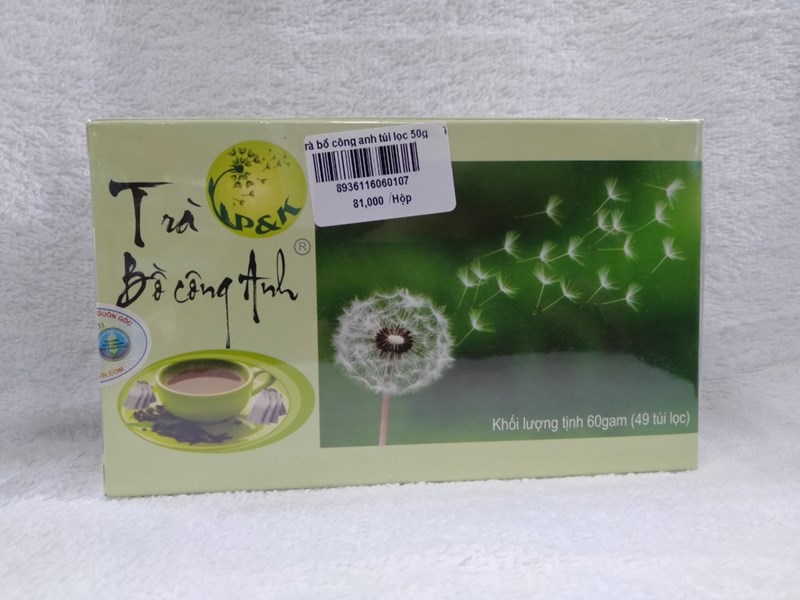 Trà
P&K
Bồ công Anh
®
rà bồ công anh túi lọc 50g
8936116060107
81,000 /Hộp
Khối lượng tịnh 60gam (49 túi lọc)